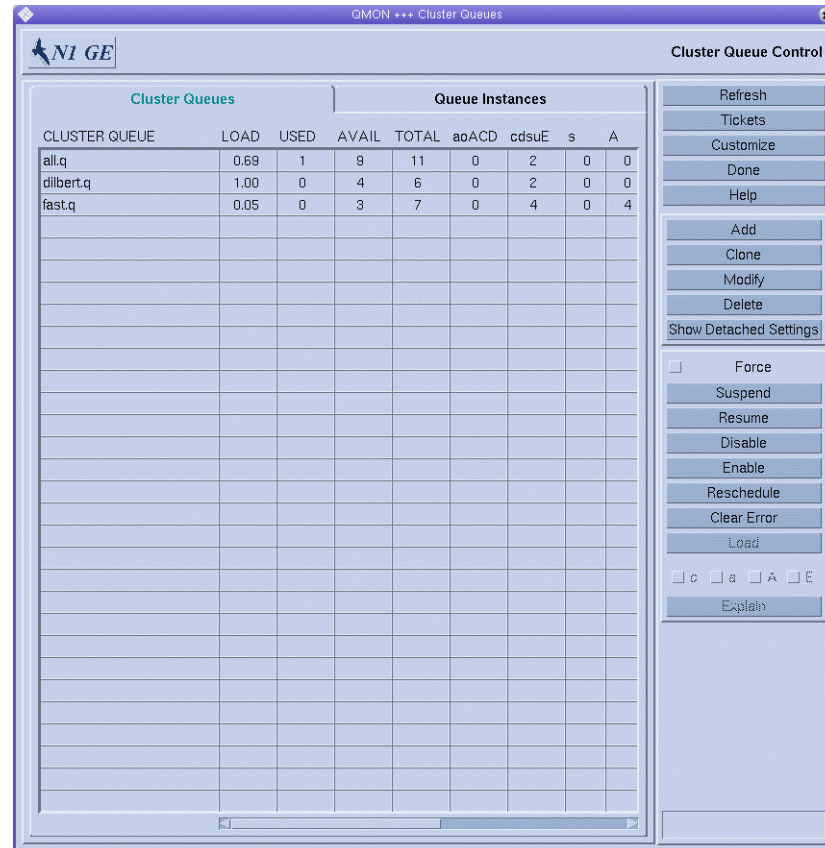 QMON +++ Cluster Queues
N1 GE
Cluster Queue Control
Cluster Queues
Queue Instances
CLUSTER QUEUE LOAD USED AVAIL TOTAL aoACD cdsuE s A
all.q 0.69 1 9 11 0 2 0 0
dilbert.q 1.00 0 4 6 0 2 0 0
fast.q 0.05 0 3 7 0 4 0 4
Refresh
Tickets
Customize
Done
Help
Add
Clone
Modify
Delete
Show Detached Settings
Force
Suspend
Resume
Disable
Enable
Reschedule
Clear Error
Load
c a A E
Explain